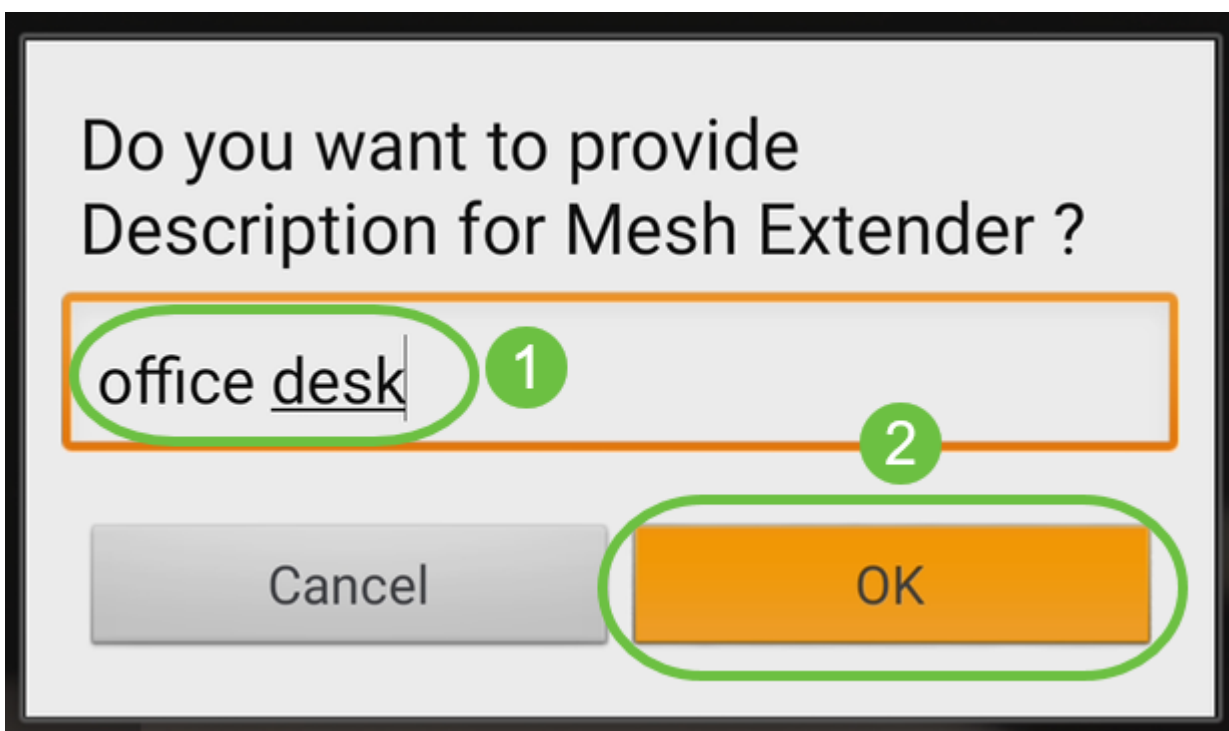 Do you want to provide
Description for Mesh Extender ?
office desk
1
2
Cancel
OK